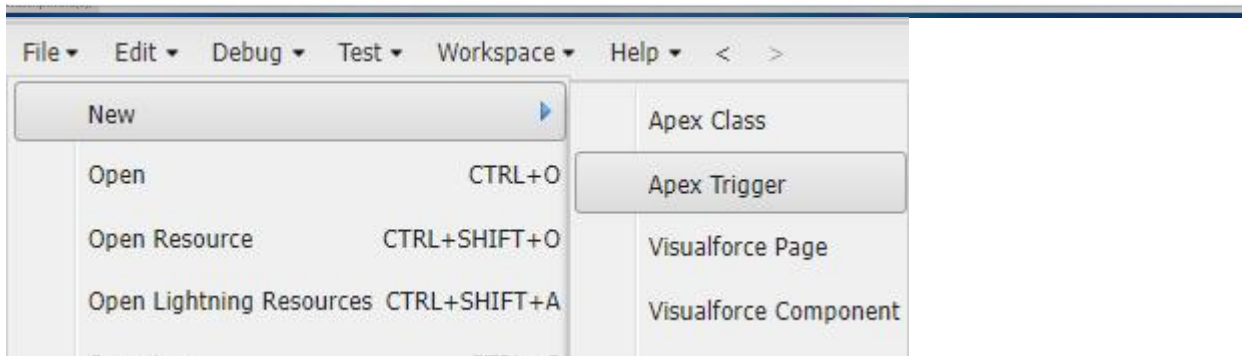 File Edit Debug Test Workspace Help < >
New
Apex Class
Open CTRL+O
Apex Trigger
Open Resource CTRL+SHIFT+O
Visualforce Page
Open Lightning Resources CTRL+SHIFT+A
Visualforce Component